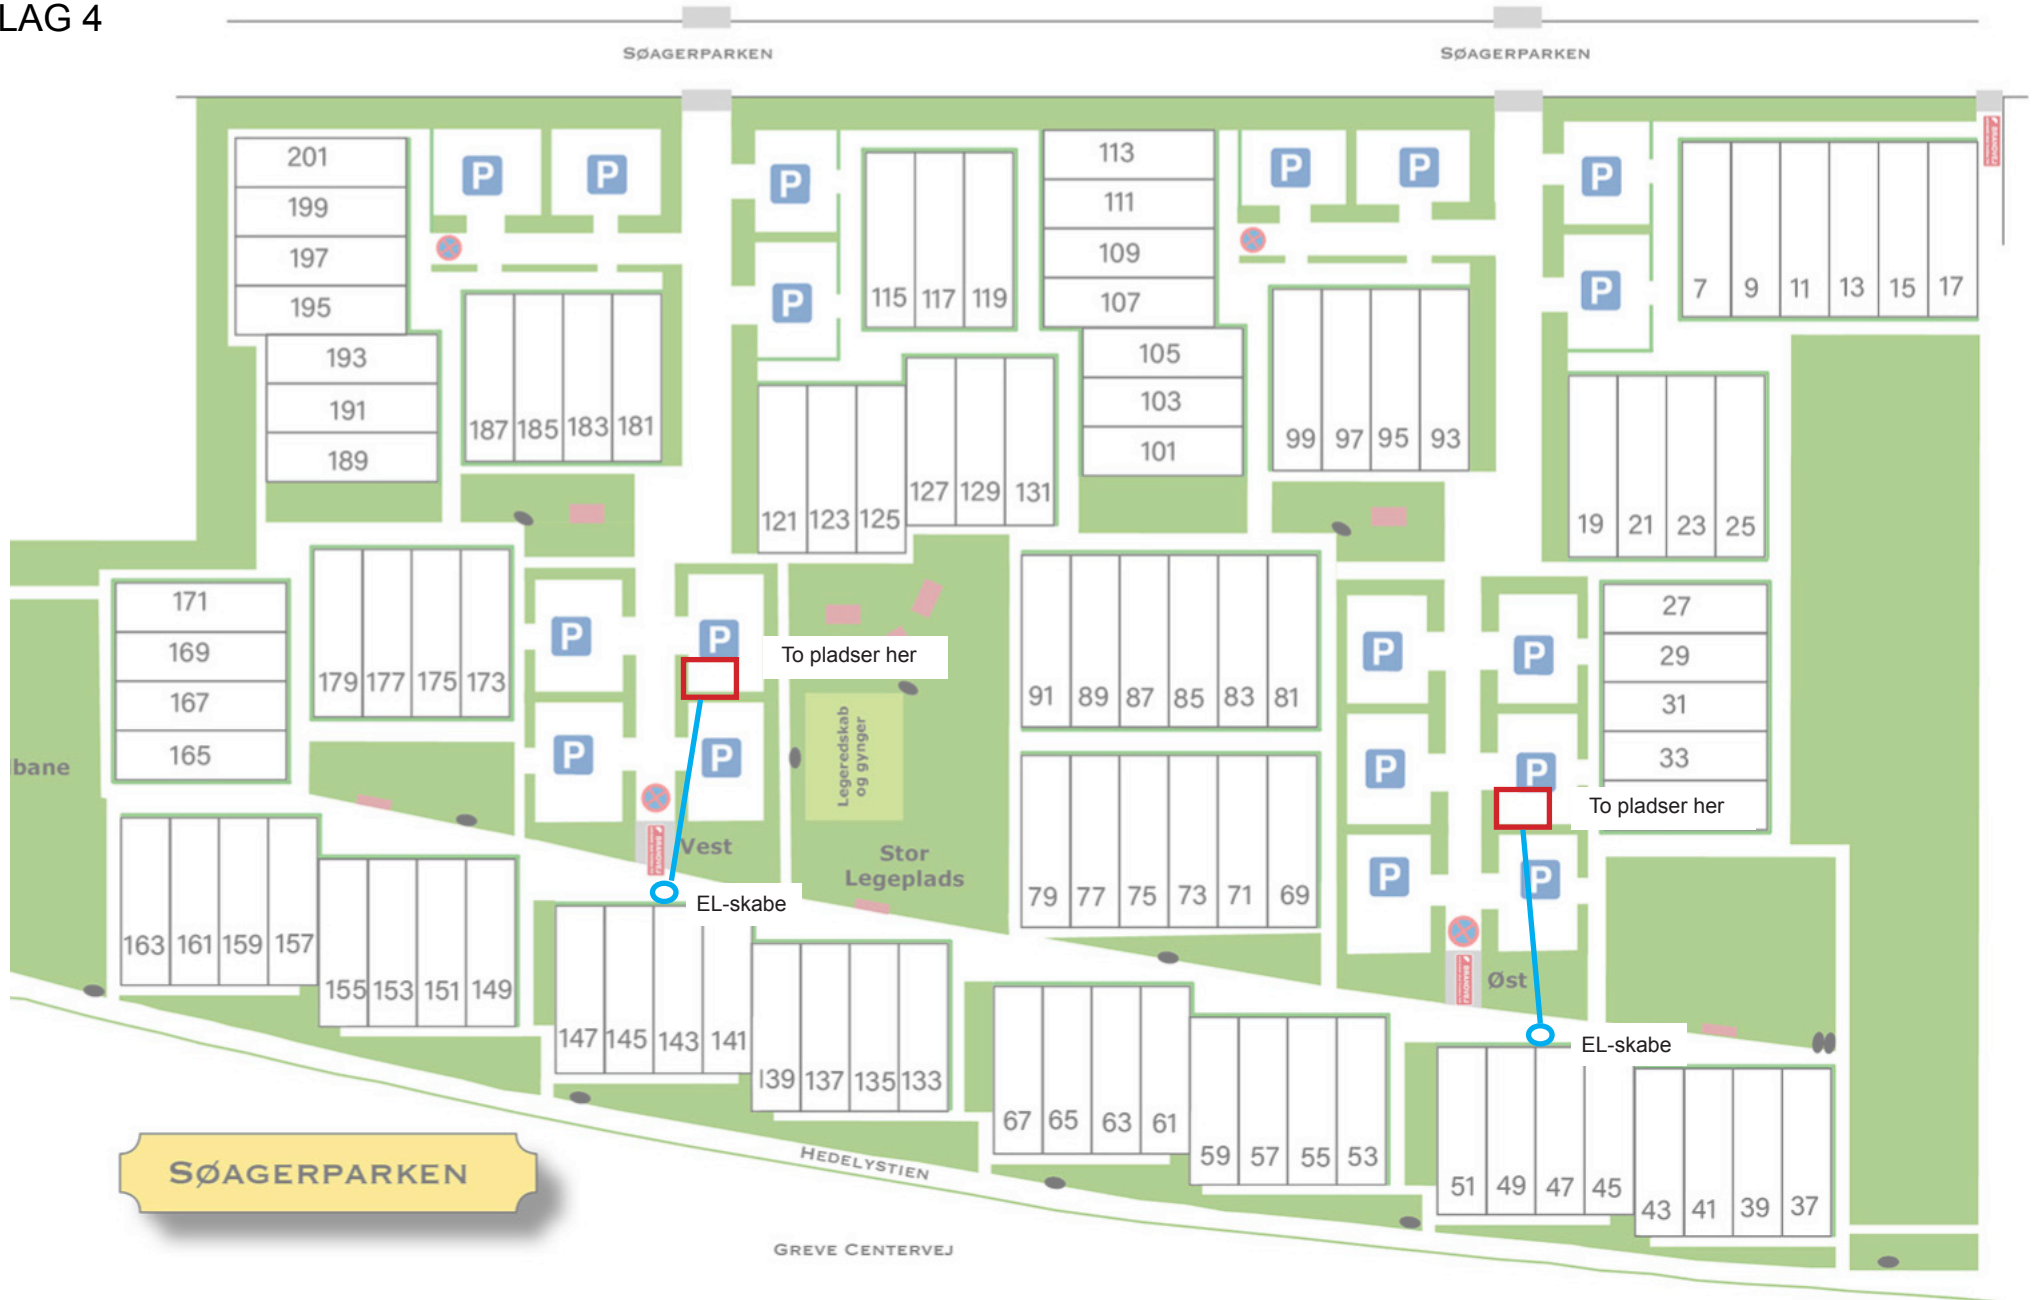 LAG 4
SØAGERPARKEN
SØAGERPARKEN
201
199
197
195
193
191
189
P
P
187 185 183 181
P
P
115 117 119
121 123 125
127 129 131
113
111
109
107
105
103
101
P
P
99 97 95 93
P
P
7 9 11 13 15 17
19 21 23 25
171
169
167
165
179 177 175 173
P
P
P
P
To pladser her
Legeredskab
og gynger
Stor
Legeplads
Vest
EL-skabe
91 89 87 85 83 81
79 77 75 73 71 69
P
P
P
P
P
P
27
29
31
33
To pladser her
Øst
EL-skabe
bane
163 161 159 157
155 153 151 149
147 145 143 141
139 137 135 133
67 65 63 61
59 57 55 53
51 49 47 45
43 41 39 37
HEDELYSTIEN
SØAGERPARKEN
GREVE CENTERVEJ
BRANDVEJ
BRANDVEJ
BRANDVEJ